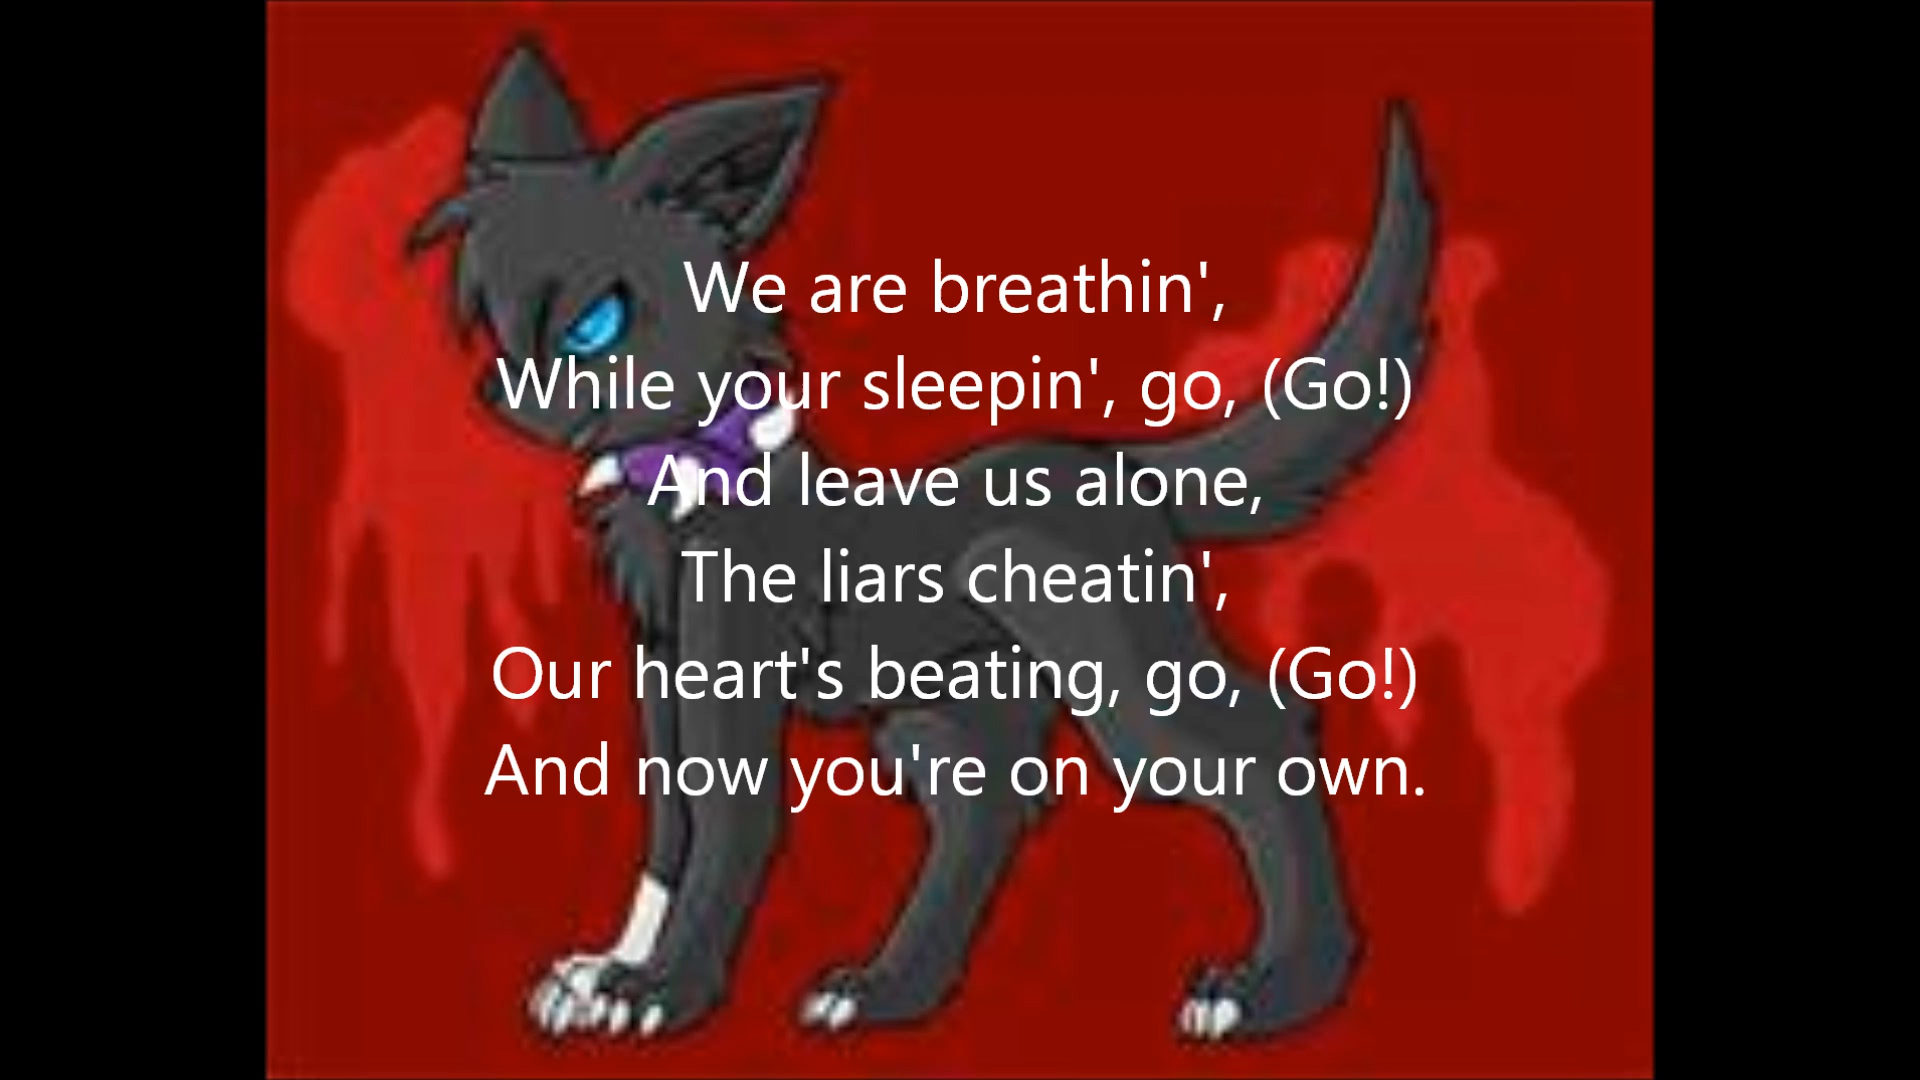 We are breathin',
While your sleepin', go, (Go!)
And leave us alone,
The liars cheatin',
Our heart's beating, go, (Go!)
And now you're on your own.